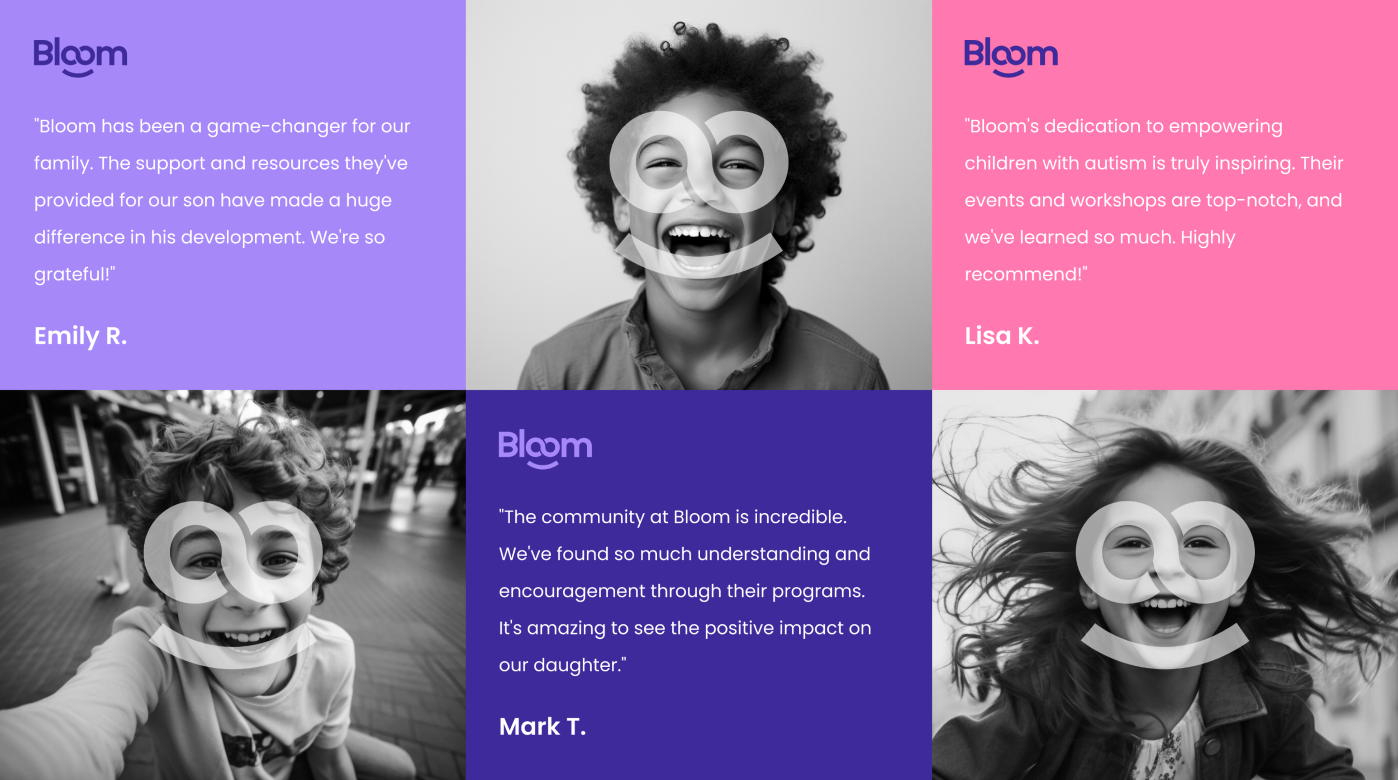 Bloom
"Bloom has been a game-changer for our
family. The support and resources they've
provided for our son have made a huge
difference in his development. We're so
grateful!"
Emily R.
Bloom
"Bloom's dedication to empowering
children with autism is truly inspiring. Their
events and workshops are top-notch, and
we've learned so much. Highly
recommend!"
Lisa K.
Bloom
"The community at Bloom is incredible.
We've found so much understanding and
encouragement through their programs.
It's amazing to see the positive impact on
our daughter."
Mark T.